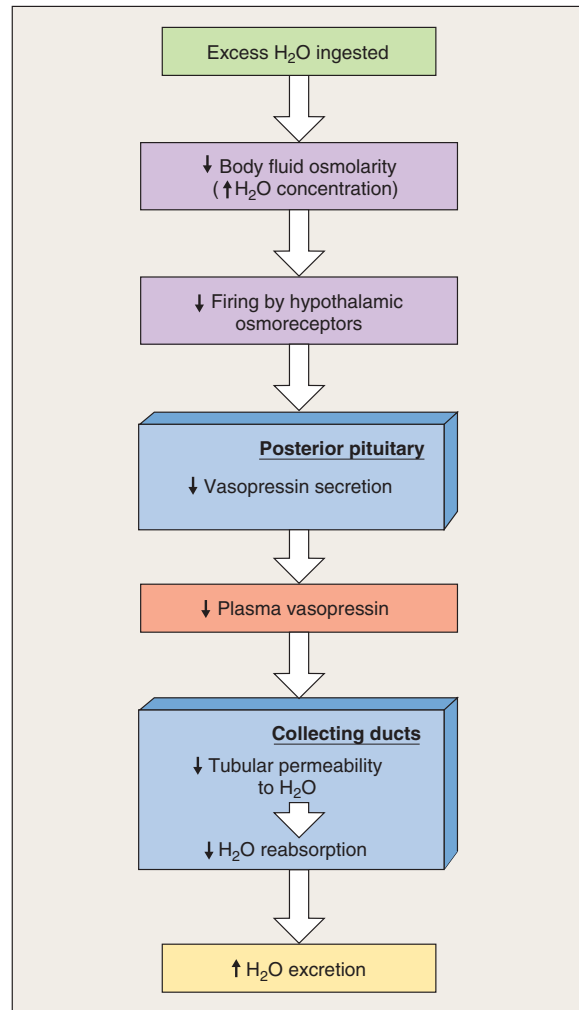 Excess H₂O ingested
↓ Body fluid osmolarity
(↑H₂O concentration)
↓ Firing by hypothalamic
osmoreceptors
Posterior pituitary
↓ Vasopressin secretion
↓ Plasma vasopressin
Collecting ducts
↓ Tubular permeability
to H₂O
↓ H₂O reabsorption
↑ H₂O excretion